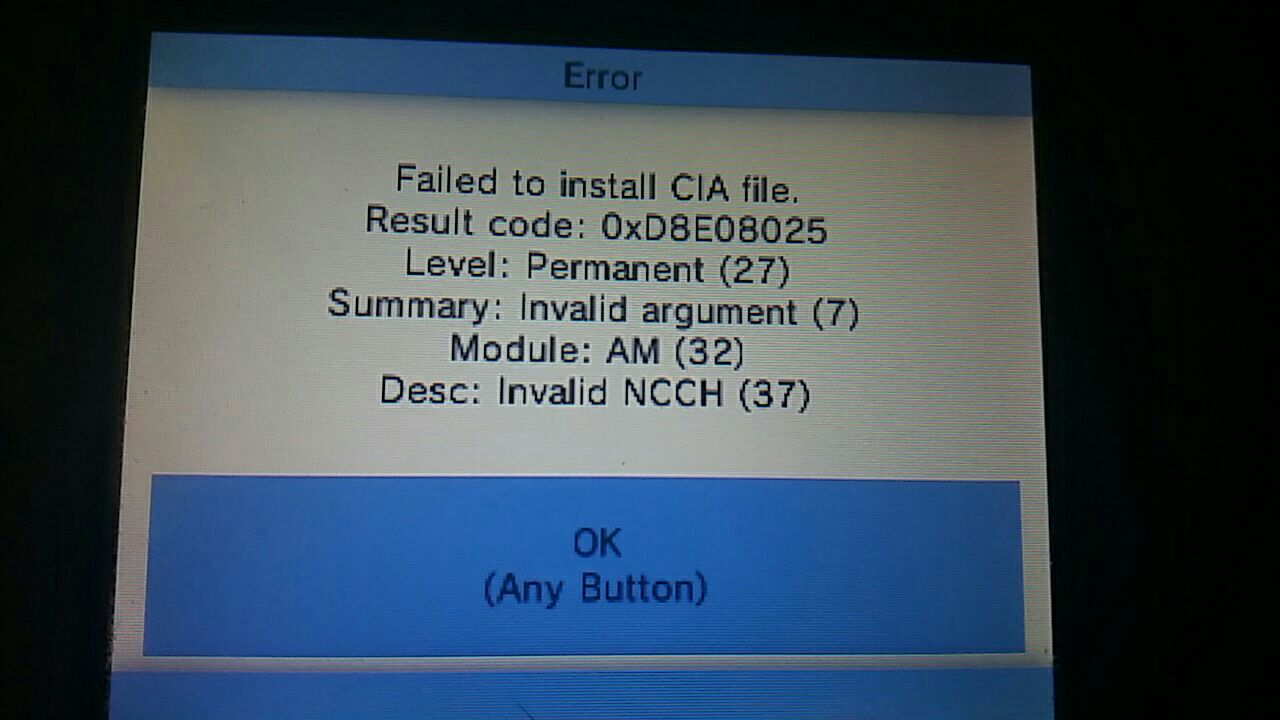 Error
Failed to install CIA file.
Result code: 0xD8E08025
Level: Permanent (27)
Summary: Invalid argument (7)
Module: AM (32)
Desc: Invalid NCCH (37)
OK
(Any Button)